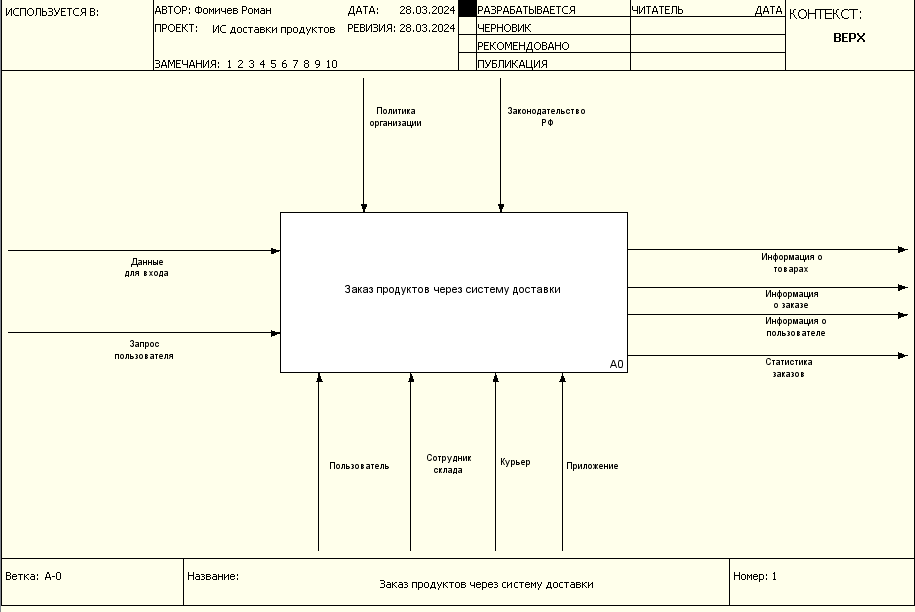 ИСПОЛЬЗУЕТСЯ В:
АВТОР: Фомичев Роман
ДАТА: 28.03.2024
ПРОЕКТ: ИС доставки продуктов
РЕВИЗИЯ: 28.03.2024
ЗАМЕЧАНИЯ: 1 2 3 4 5 6 7 8 9 10
РАЗРАБАТЫВАЕТСЯ
ЧЕРНОВИК
РЕКОМЕНДОВАНО
ПУБЛИКАЦИЯ
ЧИТАТЕЛЬ
ДАТА
КОНТЕКСТ:
ВЕРХ
Политика
организации
Законодательство
РФ
Данные
для входа
Запрос
пользователя
Заказ продуктов через систему доставки
A0
Информация о
товарах
Информация
о заказе
Информация о
пользователе
Статистика
заказов
Пользователь
Сотрудник
склада
Курьер
Приложение
Ветка: A-0
Название:
Заказ продуктов через систему доставки
Номер: 1